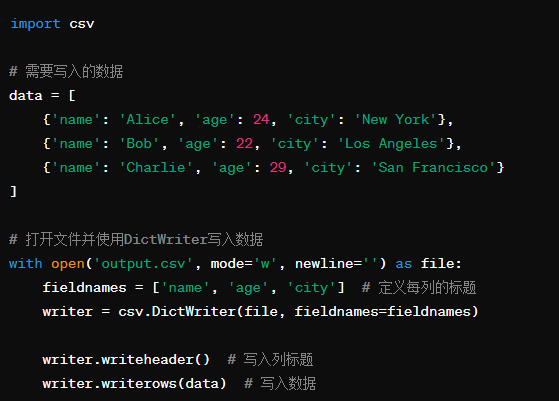 import csv

# 需要写入的数据
data = [
    {'name': 'Alice', 'age': 24, 'city': 'New York'},
    {'name': 'Bob', 'age': 22, 'city': 'Los Angeles'},
    {'name': 'Charlie', 'age': 29, 'city': 'San Francisco'}
]

# 打开文件并使用DictWriter写入数据
with open('output.csv', mode='w', newline='') as file:
    fieldnames = ['name', 'age', 'city']  # 定义每列的标题
    writer = csv.DictWriter(file, fieldnames=fieldnames)

    writer.writeheader()  # 写入列标题
    writer.writerows(data)  # 写入数据